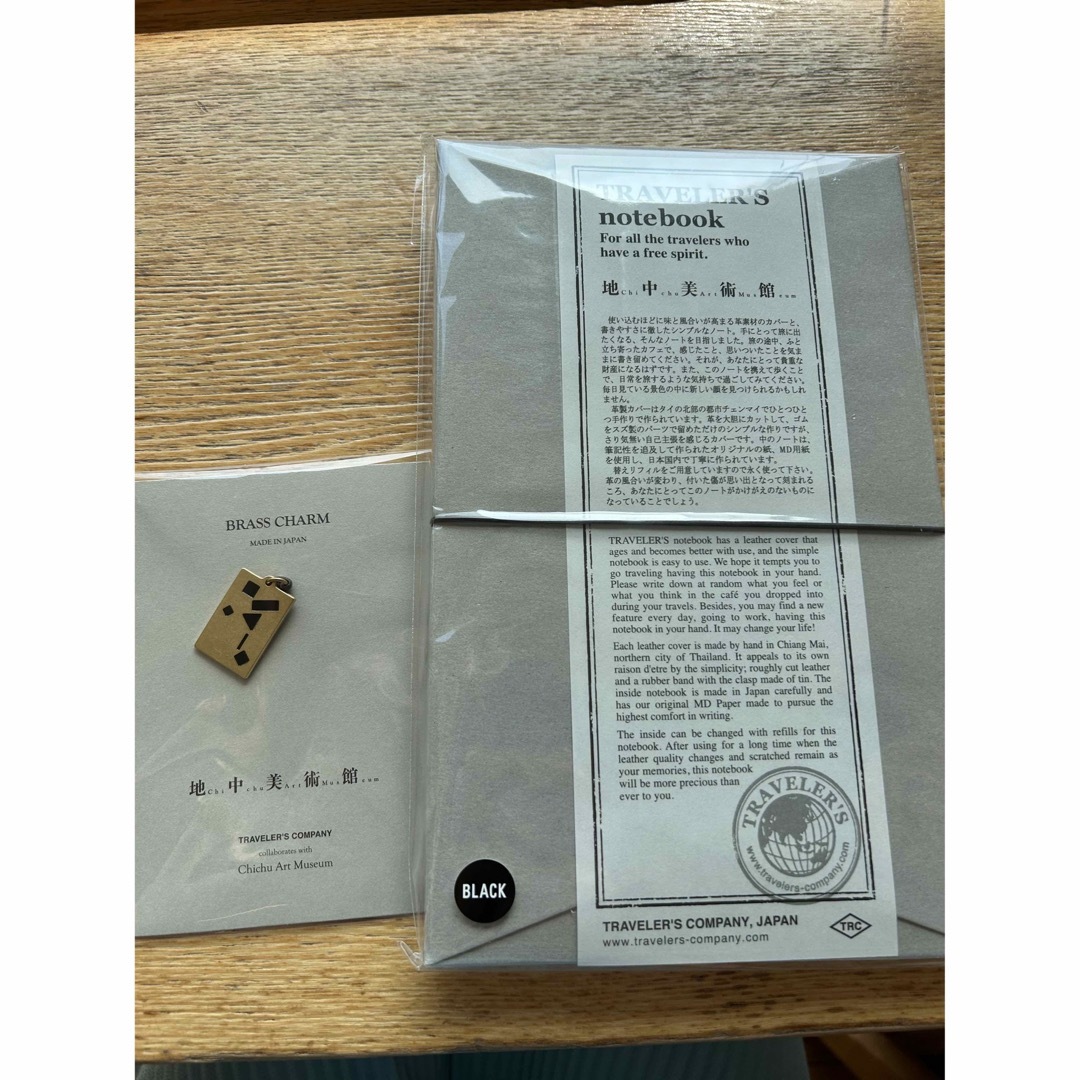 BRASS CHARM
MADE IN JAPAN
地Chi中chu美Art術Mus館eum
TRAVELER'S COMPANY
collaborates with
Chichu Art Museum
TRAVELER'S
notebook
For all the travelers who
have a free spirit.
地Chi中chu美Art術Mus館eum
使い込むほどに味と風合いが高まる革素材のカバーと、
書きやすさに徹したシンプルなノート。手にとって旅に出
たくなる、そんなノートを目指しました。旅の途中、ふと
立ち寄ったカフェで、感じたこと、思いついたことを気ま
まに書き留めてください。それが、あなたにとって貴重な
財産になるはずです。また、このノートを携えて歩くこと
で、日常を旅するような気持ちで過ごしてみてください。
毎日見ている景色の中に新しい顔を見つけられるかもしれ
ません。
革製カバーはタイの北部の都市チェンマイでひとつひと
つ手作りで作られています。革を大胆にカットして、ゴム
をスズ製のパーツで留めただけのシンプルな作りですが、
さり気無い自己主張を感じるカバーです。中のノートは、
筆記性を追及して作られたオリジナルの紙、MD用紙
を使用し、日本国内で丁寧に作られています。
替えリフィルをご用意していますので永く使って下さい。
革の風合いが変わり、付いた傷が思い出となって刻まれる
ころ、あなたにとってこのノートがかけがえのないものに
なっていることでしょう。
TRAVELER'S notebook has a leather cover that
ages and becomes better with use, and the simple
notebook is easy to use. We hope it tempts you to
go traveling having this notebook in your hand.
Please write down at random what you feel or
what you think in the café you dropped into
during your travels. Besides, you may find a new
feature every day, going to work, having this
notebook in your hand. It may change your life!
Each leather cover is made by hand in Chiang Mai,
northern city of Thailand. It appeals to its own
raison d'etre by the simplicity; roughly cut leather
and a rubber band with the clasp made of tin. The
inside notebook is made in Japan carefully and
has our original MD Paper made to pursue the
highest comfort in writing.
The inside can be changed with refills for this
notebook. After using for a long time when the
leather quality changes and scratched remain as
your memories, this notebook
will be more precious than
ever to you.
TRAVELER'S
www.travelers-company.com
BLACK
TRAVELER'S COMPANY, JAPAN
www.travelers-company.com
TRC